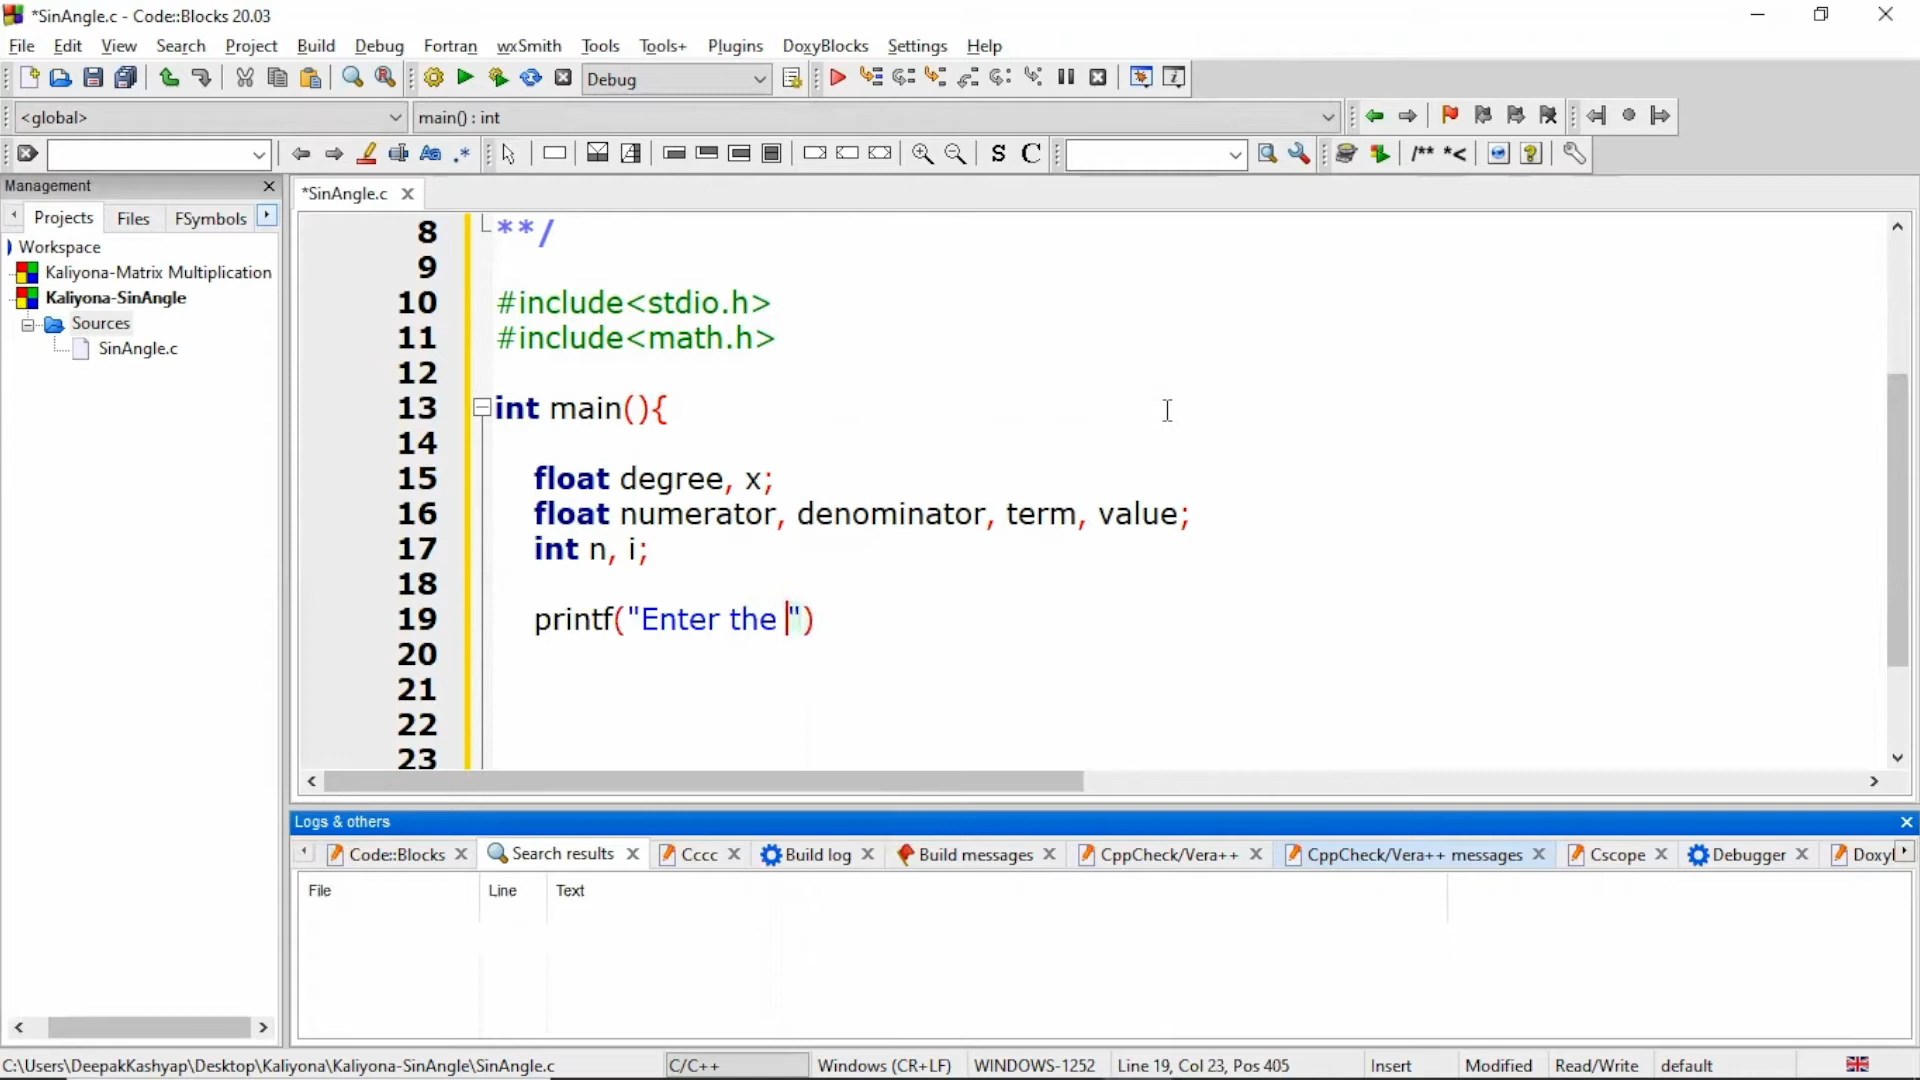 *SinAngle.c - Code::Blocks 20.03
File Edit View Search Project Build Debug Fortran wxSmith Tools Tools+ Plugins DoxyBlocks Settings Help
Debug
<global> main() : int
S C /** *<
Management
Projects Files FSymbols
Workspace
Kaliyona-Matrix Multiplication
Kaliyona-SinAngle
Sources
SinAngle.c
*SinAngle.c
8 **/
9
10 #include<stdio.h>
11 #include<math.h>
12
13 int main(){
14
15 float degree, x;
16 float numerator, denominator, term, value;
17 int n, i;
18
19 printf("Enter the ")
20
21
22
23
Logs & others
Code::Blocks Search results Cccc Build log Build messages CppCheck/Vera++ CppCheck/Vera++ messages Cscope Debugger Doxyl
File Line Text
C:\Users\DeepakKashyap\Desktop\Kaliyona\Kaliyona-SinAngle\SinAngle.c C/C++ Windows (CR+LF) WINDOWS-1252 Line 19, Col 23, Pos 405 Insert Modified Read/Write default